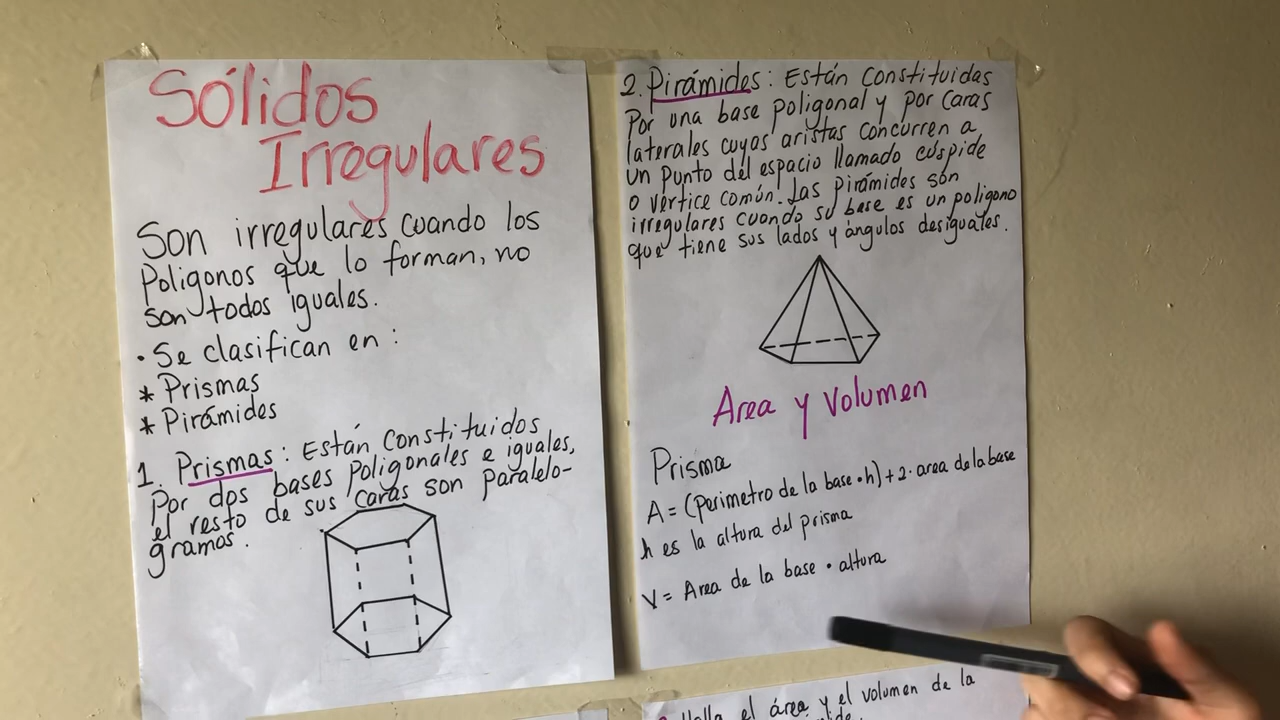 Sólidos
Irregulares
Son irregulares cuando los
Poligonos que lo forman, no
son todos iguales.
• Se clasifican en :
* Prismas
* Pirámides
1. Prismas : Están Constituidos
Por dos bases Poligonales e iguales,
el resto de sus caras son paralelo-
gramos.
2. Pirámides : Están Constituidas
Por una base poligonal y por Caras
laterales cuyas aristas concurren a
un punto del espacio llamado cúspide
o vértice común. Las pirámides son
irregulares cuando su base es un poligono
que tiene sus lados y ángulos desiguales.
Area y Volumen
Prisma
A = (Perimetro de la base • h) + 2 • area de la base
h es la altura del prisma
V = Area de la base • altura
Halla el área y el volumen de la